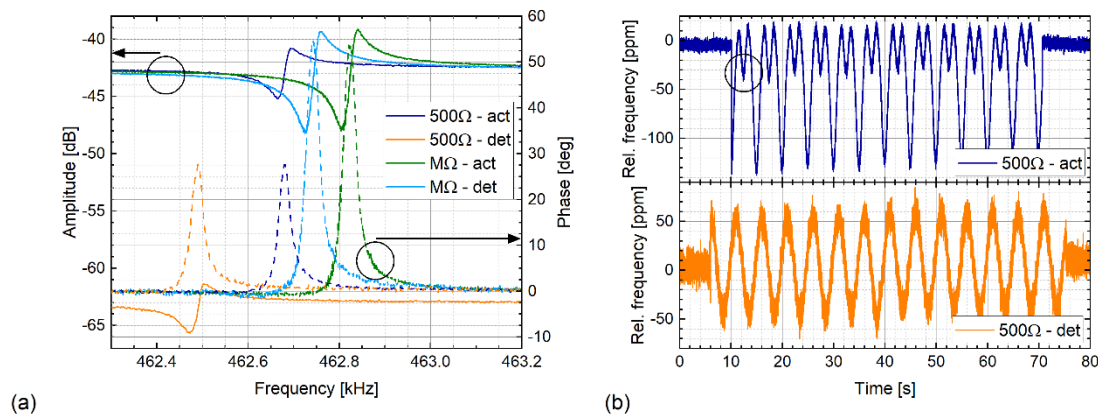 60
50
40
30
20
10
0
-10
-40
-45
-50
-55
-60
-65
Amplitude [dB]
Phase [deg]
500Ω - act
500Ω - det
MΩ - act
MΩ - det
462.4
462.6
462.8
463.0
463.2
Frequency [kHz]
(a)
0
-50
-100
Rel. frequency [ppm]
500Ω - act
50
0
-50
Rel. frequency [ppm]
500Ω - det
0 10 20 30 40 50 60 70 80
Time [s]
(b)